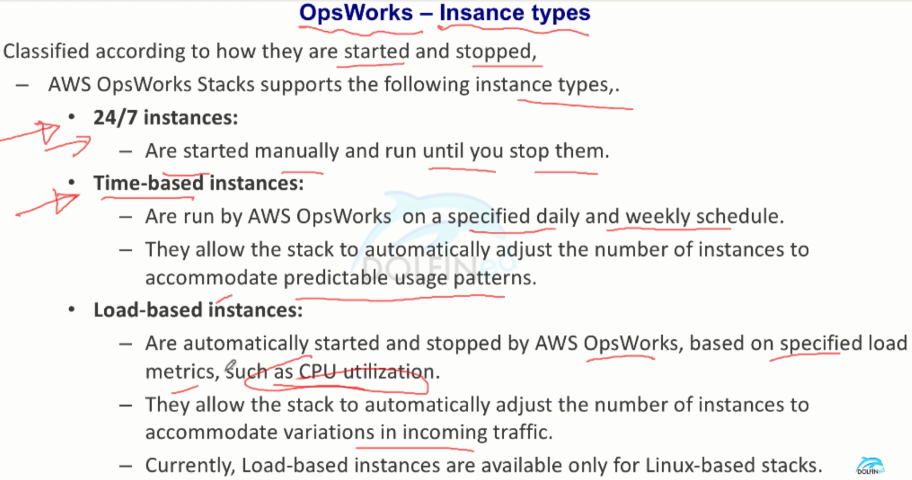 OpsWorks – Insance types
Classified according to how they are started and stopped,
– AWS OpsWorks Stacks supports the following instance types,.
• 24/7 instances:
– Are started manually and run until you stop them.
• Time-based instances:
– Are run by AWS OpsWorks on a specified daily and weekly schedule.
– They allow the stack to automatically adjust the number of instances to
accommodate predictable usage patterns.
• Load-based instances:
– Are automatically started and stopped by AWS OpsWorks, based on specified load
metrics, such as CPU utilization.
– They allow the stack to automatically adjust the number of instances to
accommodate variations in incoming traffic.
– Currently, Load-based instances are available only for Linux-based stacks.
DOLFINED